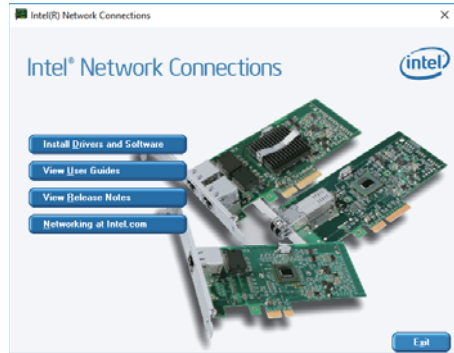 Intel(R) Network Connections
Intel® Network Connections
intel
Install Drivers and Software
View User Guides
View Release Notes
Networking at Intel.com
Exit